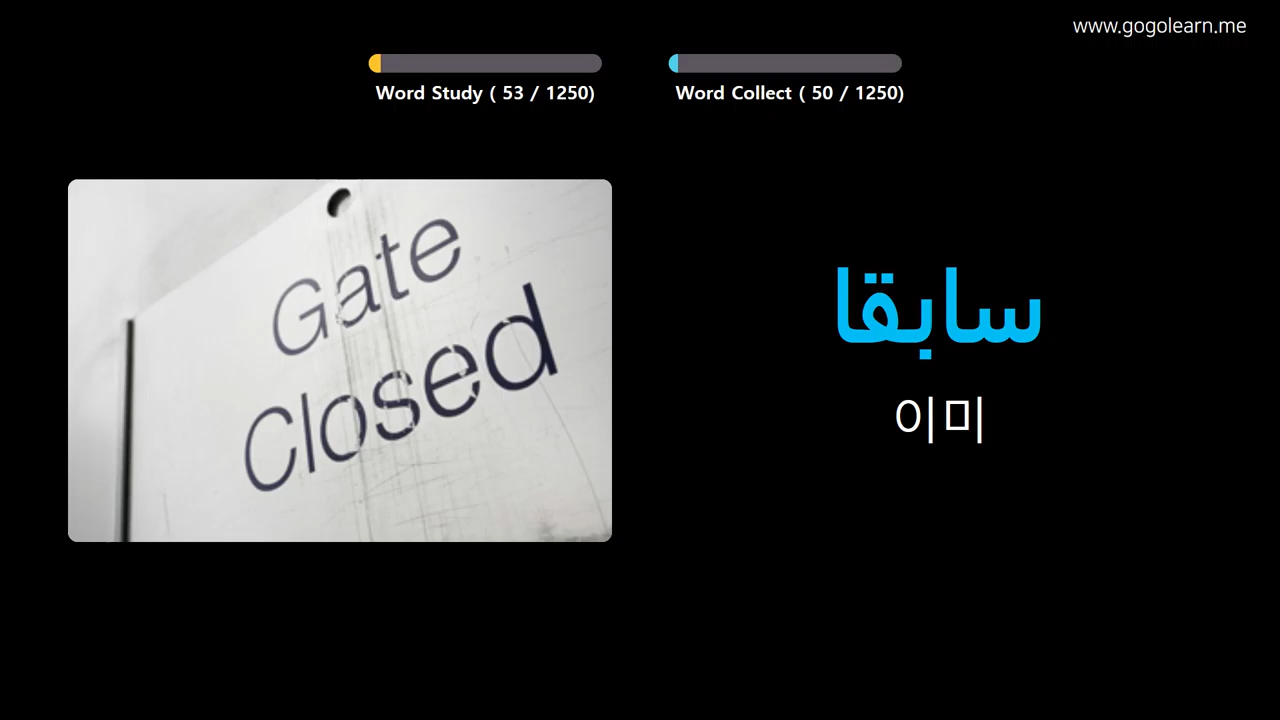 www.gogolearn.me
Word Study ( 53 / 1250)
Word Collect ( 50 / 1250)
Gate
Closed
سابقا
이미